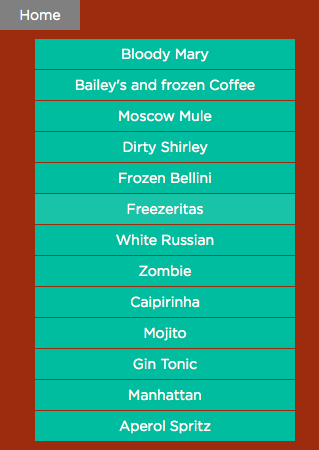 Home
Bloody Mary
Bailey's and frozen Coffee
Moscow Mule
Dirty Shirley
Frozen Bellini
Freezeritas
White Russian
Zombie
Caipirinha
Mojito
Gin Tonic
Manhattan
Aperol Spritz